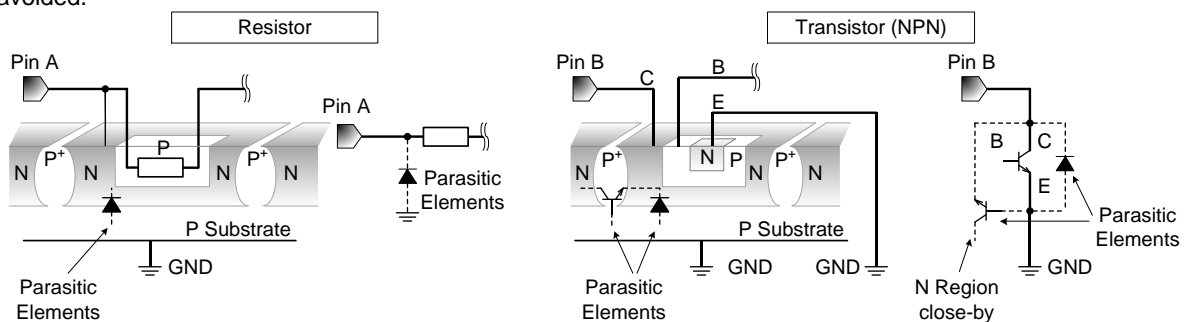 avoided.
Resistor
Transistor (NPN)
Pin A
Pin A
P
N
P+
N
P+
N
Parasitic
Elements
P Substrate
GND
Parasitic
Elements
Pin B
C
B
E
N
P+
N
N
P
P+
N
P Substrate
GND
GND
Parasitic
Elements
Pin B
B
C
E
Parasitic
Elements
GND
N Region
close-by